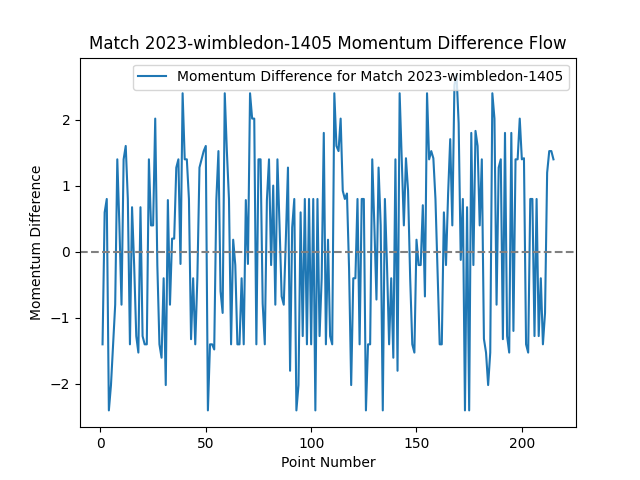 Match 2023-wimbledon-1405 Momentum Difference Flow
Momentum Difference for Match 2023-wimbledon-1405
Momentum Difference
2
1
0
−1
−2
0 50 100 150 200
Point Number